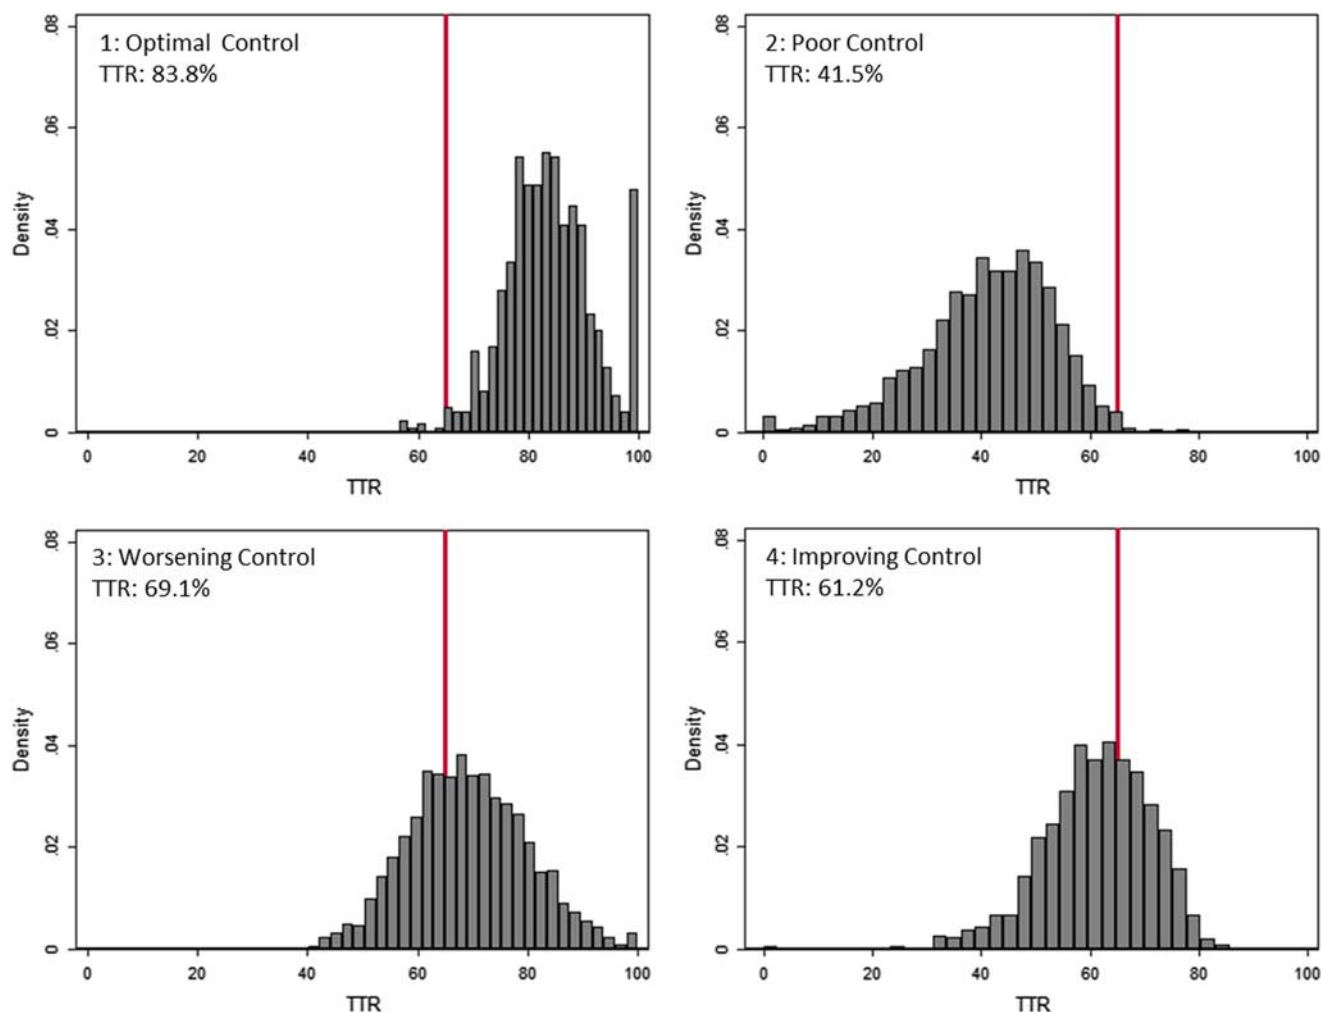 1: Optimal Control
TTR: 83.8%
Density
0
.02
.04
.06
.08
0 20 40 60 80 100
TTR
2: Poor Control
TTR: 41.5%
Density
0
.02
.04
.06
.08
0 20 40 60 80 100
TTR
3: Worsening Control
TTR: 69.1%
Density
0
.02
.04
.06
.08
0 20 40 60 80 100
TTR
4: Improving Control
TTR: 61.2%
Density
0
.02
.04
.06
.08
0 20 40 60 80 100
TTR